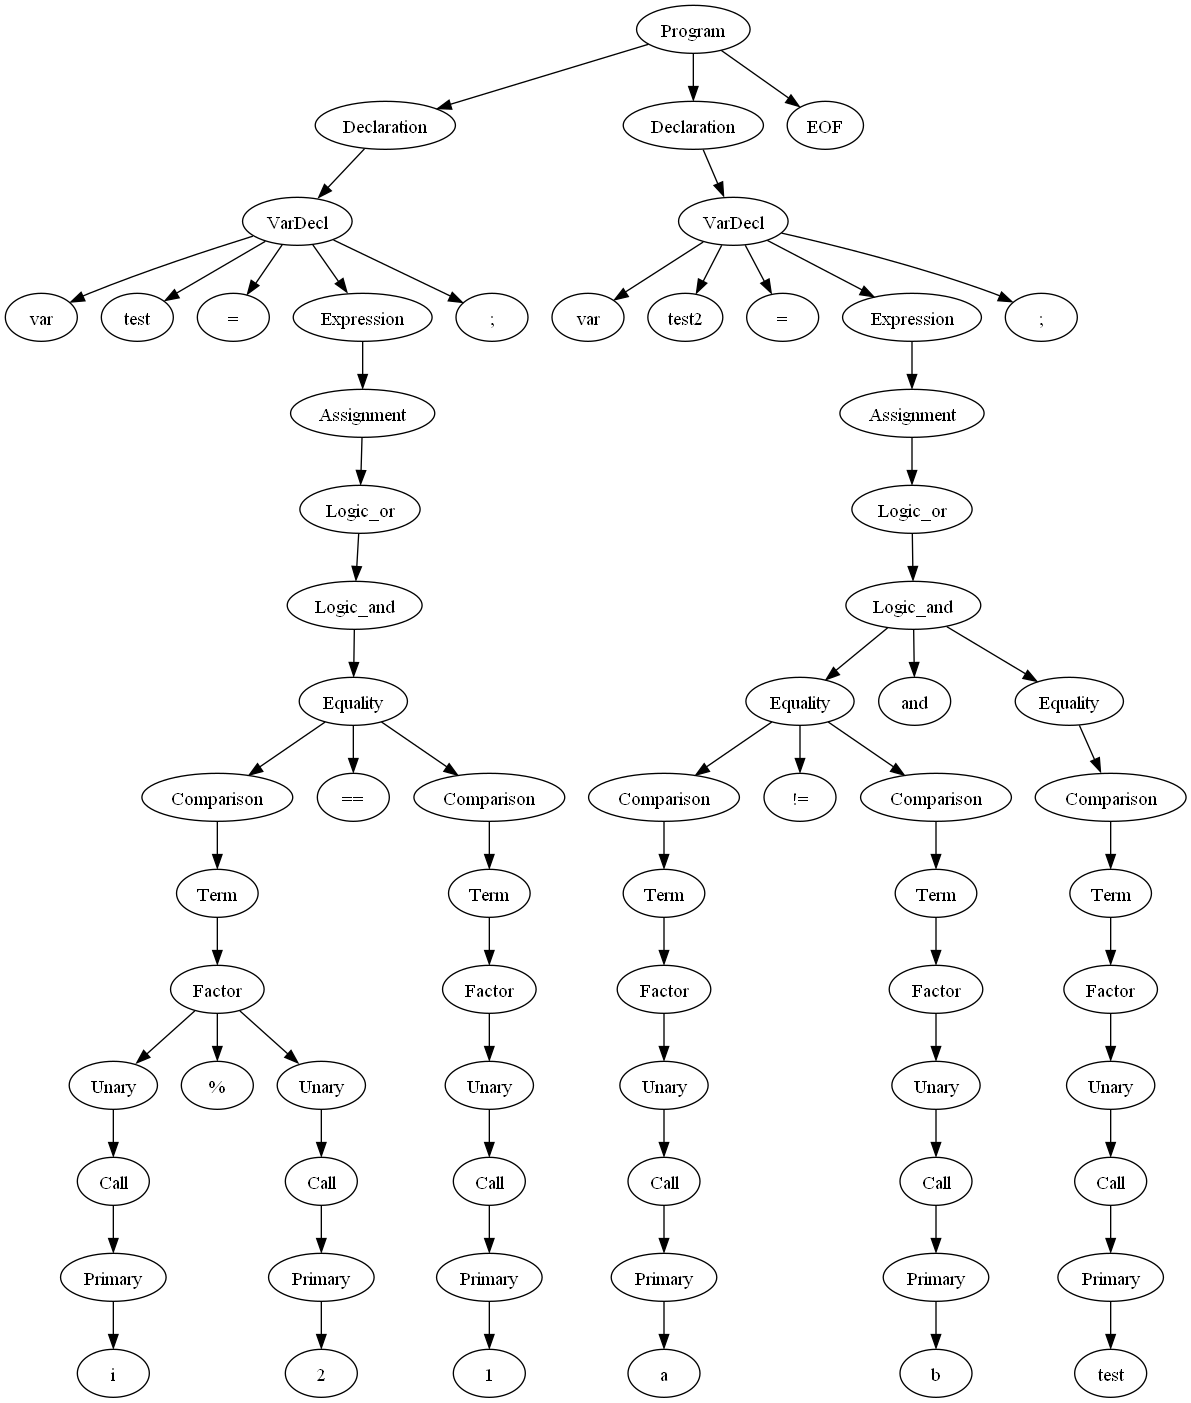 Program
Declaration Declaration EOF
VarDecl VarDecl
var test = Expression ; var test2 = Expression ;
Assignment Assignment
Logic_or Logic_or
Logic_and Logic_and
Equality Equality and Equality
Comparison == Comparison Comparison != Comparison Comparison
Term Term Term Term Term
Factor Factor Factor Factor Factor
Unary % Unary Unary Unary Unary Unary
Call Call Call Call Call Call
Primary Primary Primary Primary Primary Primary
i 2 1 a b test